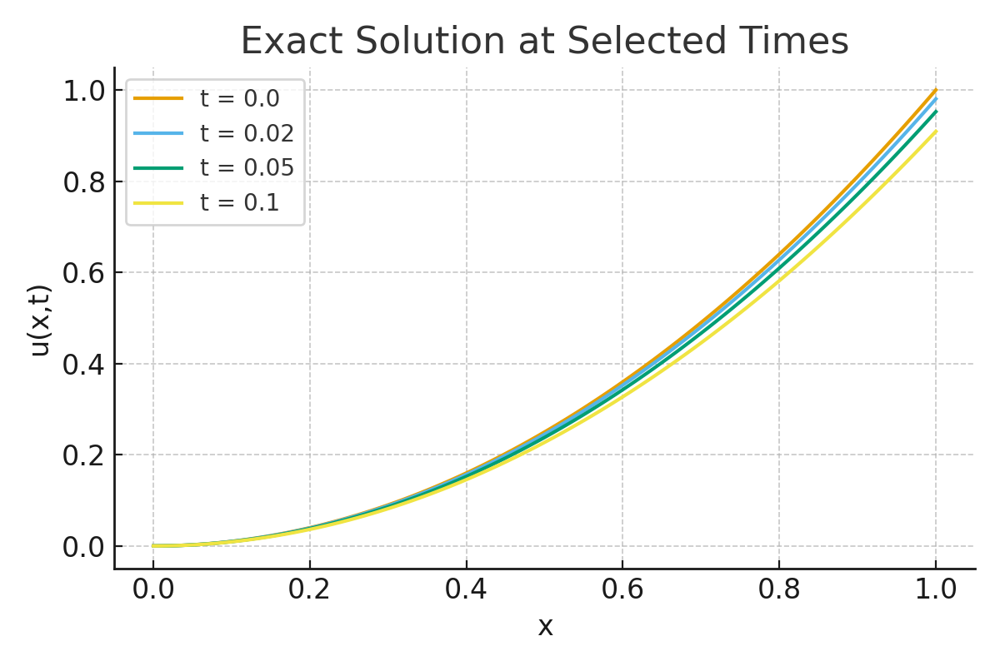 Exact Solution at Selected Times
t = 0.0
t = 0.02
t = 0.05
t = 0.1
u(x,t)
1.0
0.8
0.6
0.4
0.2
0.0
0.0 0.2 0.4 0.6 0.8 1.0
x